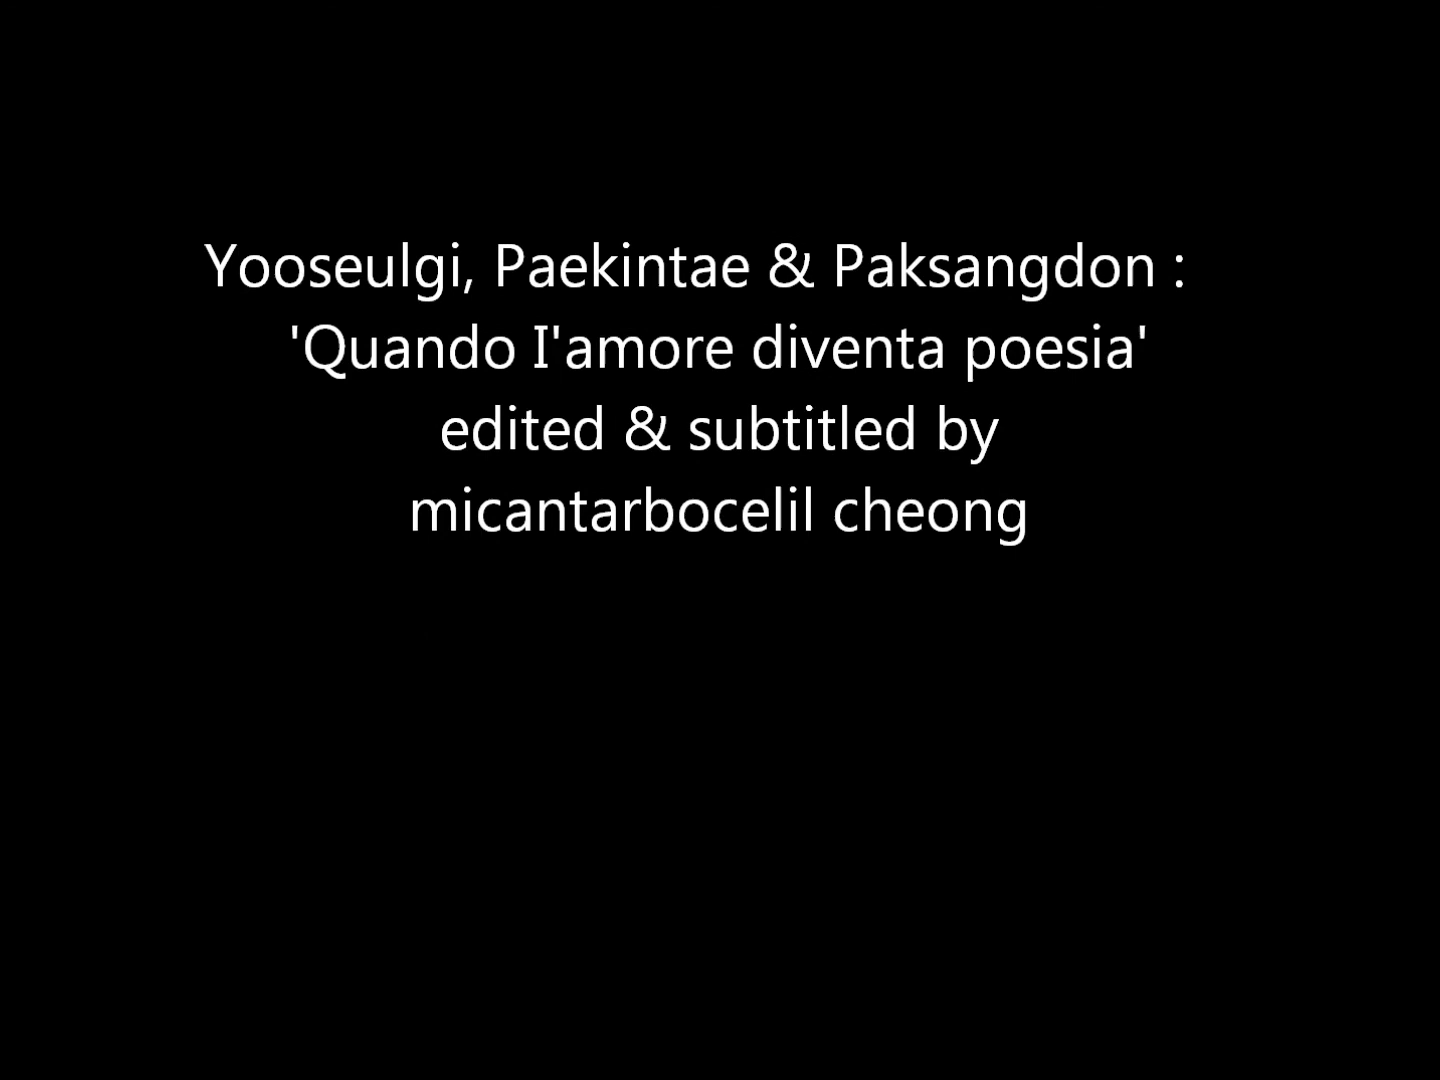 Yooseulgi, Paekintae & Paksangdon :
'Quando I'amore diventa poesia'
edited & subtitled by
micantarbocelil cheong